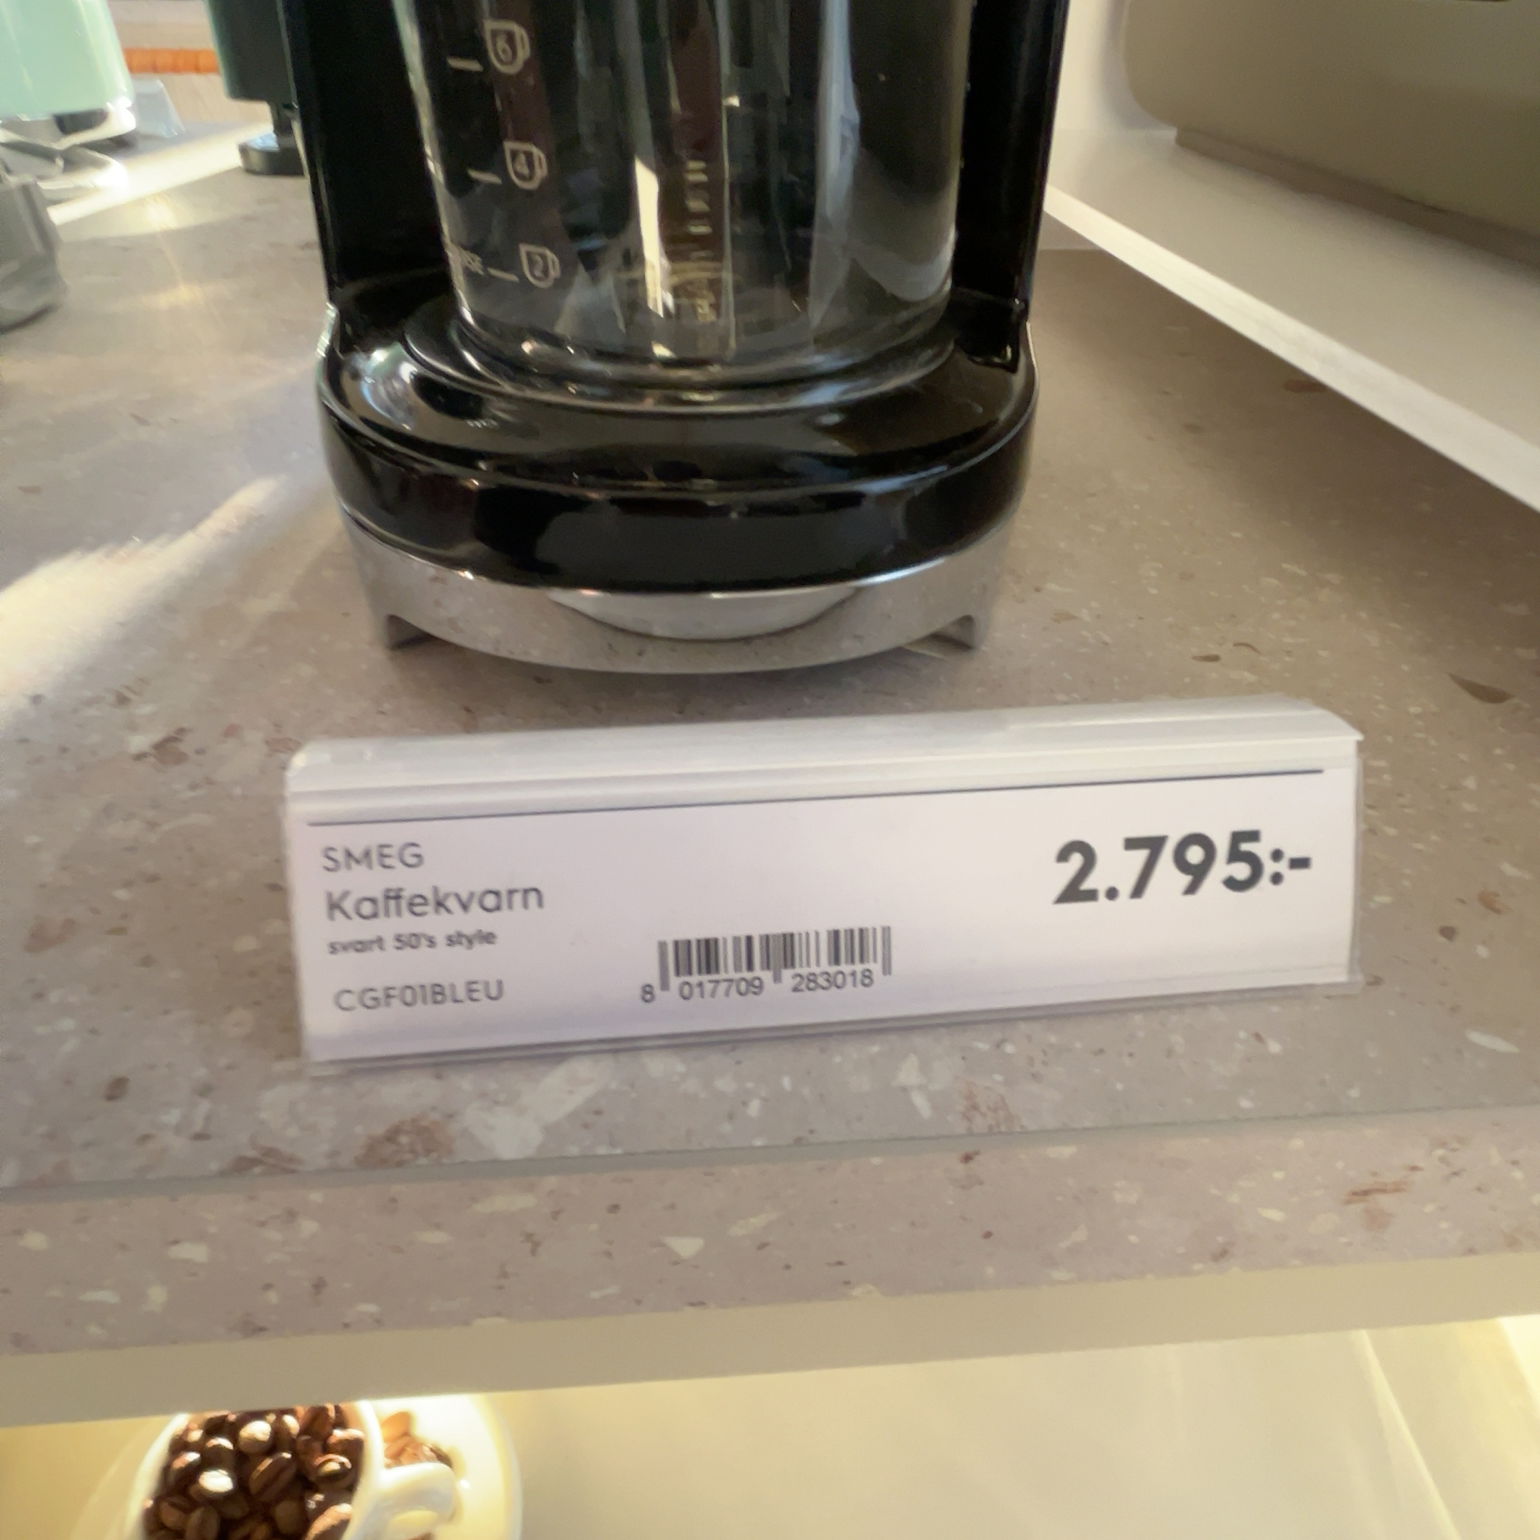 6
4
2
SMEG
Kaffekvarn
svart 50's style
CGF01BLEU
2.795:-
8 017709 283018